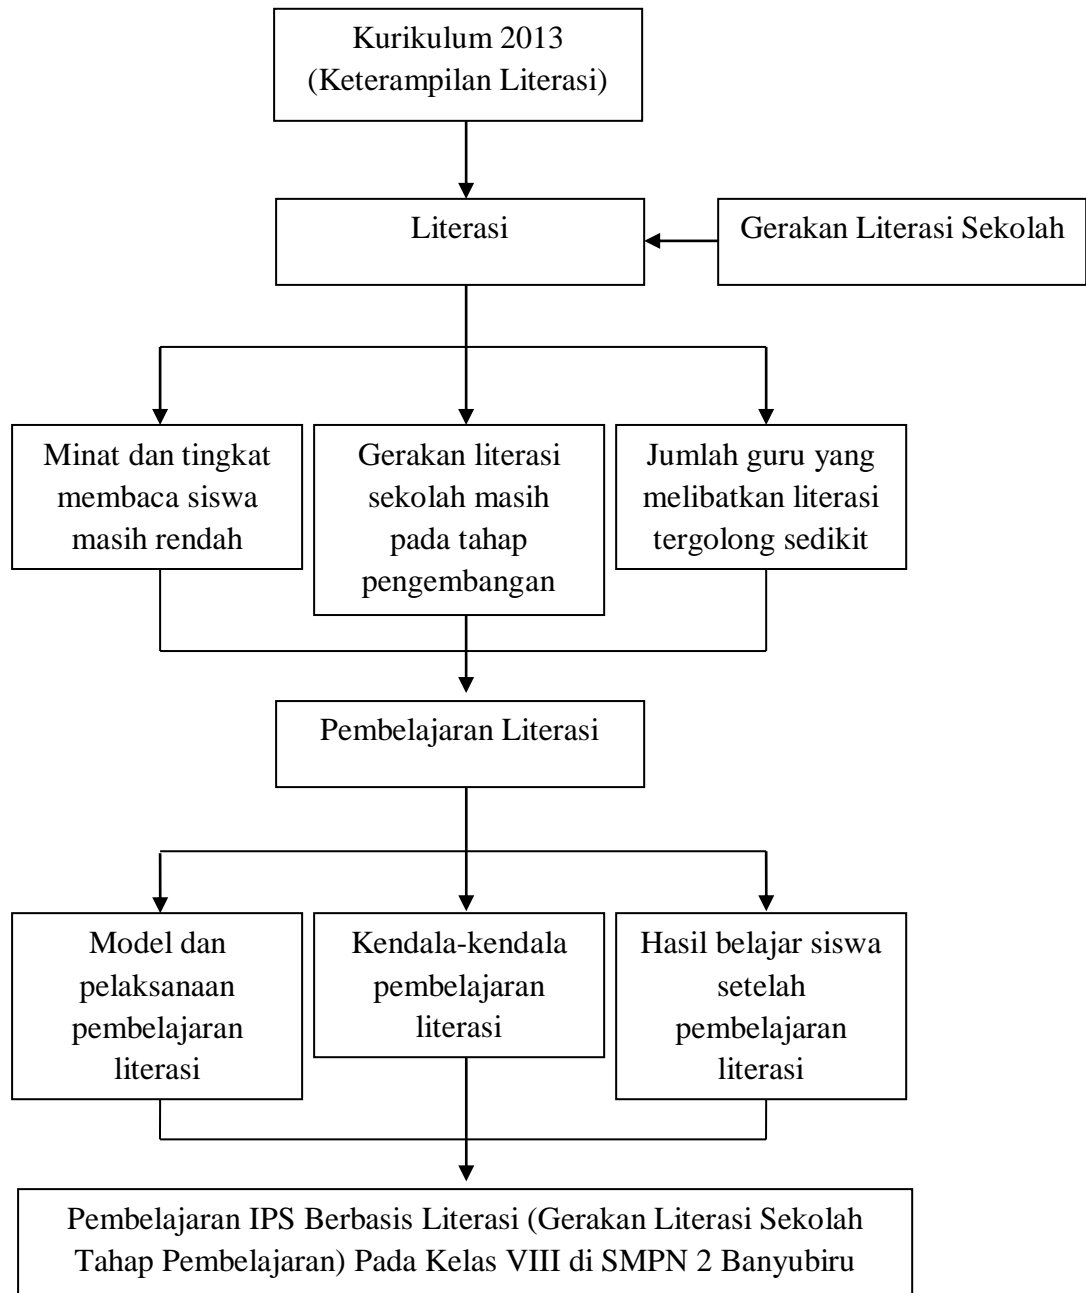 Kurikulum 2013
(Keterampilan Literasi)
Literasi
Gerakan Literasi Sekolah
Minat dan tingkat
membaca siswa
masih rendah
Gerakan literasi
sekolah masih
pada tahap
pengembangan
Jumlah guru yang
melibatkan literasi
tergolong sedikit
Pembelajaran Literasi
Model dan
pelaksanaan
pembelajaran
literasi
Kendala-kendala
pembelajaran
literasi
Hasil belajar siswa
setelah
pembelajaran
literasi
Pembelajaran IPS Berbasis Literasi (Gerakan Literasi Sekolah
Tahap Pembelajaran) Pada Kelas VIII di SMPN 2 Banyubiru